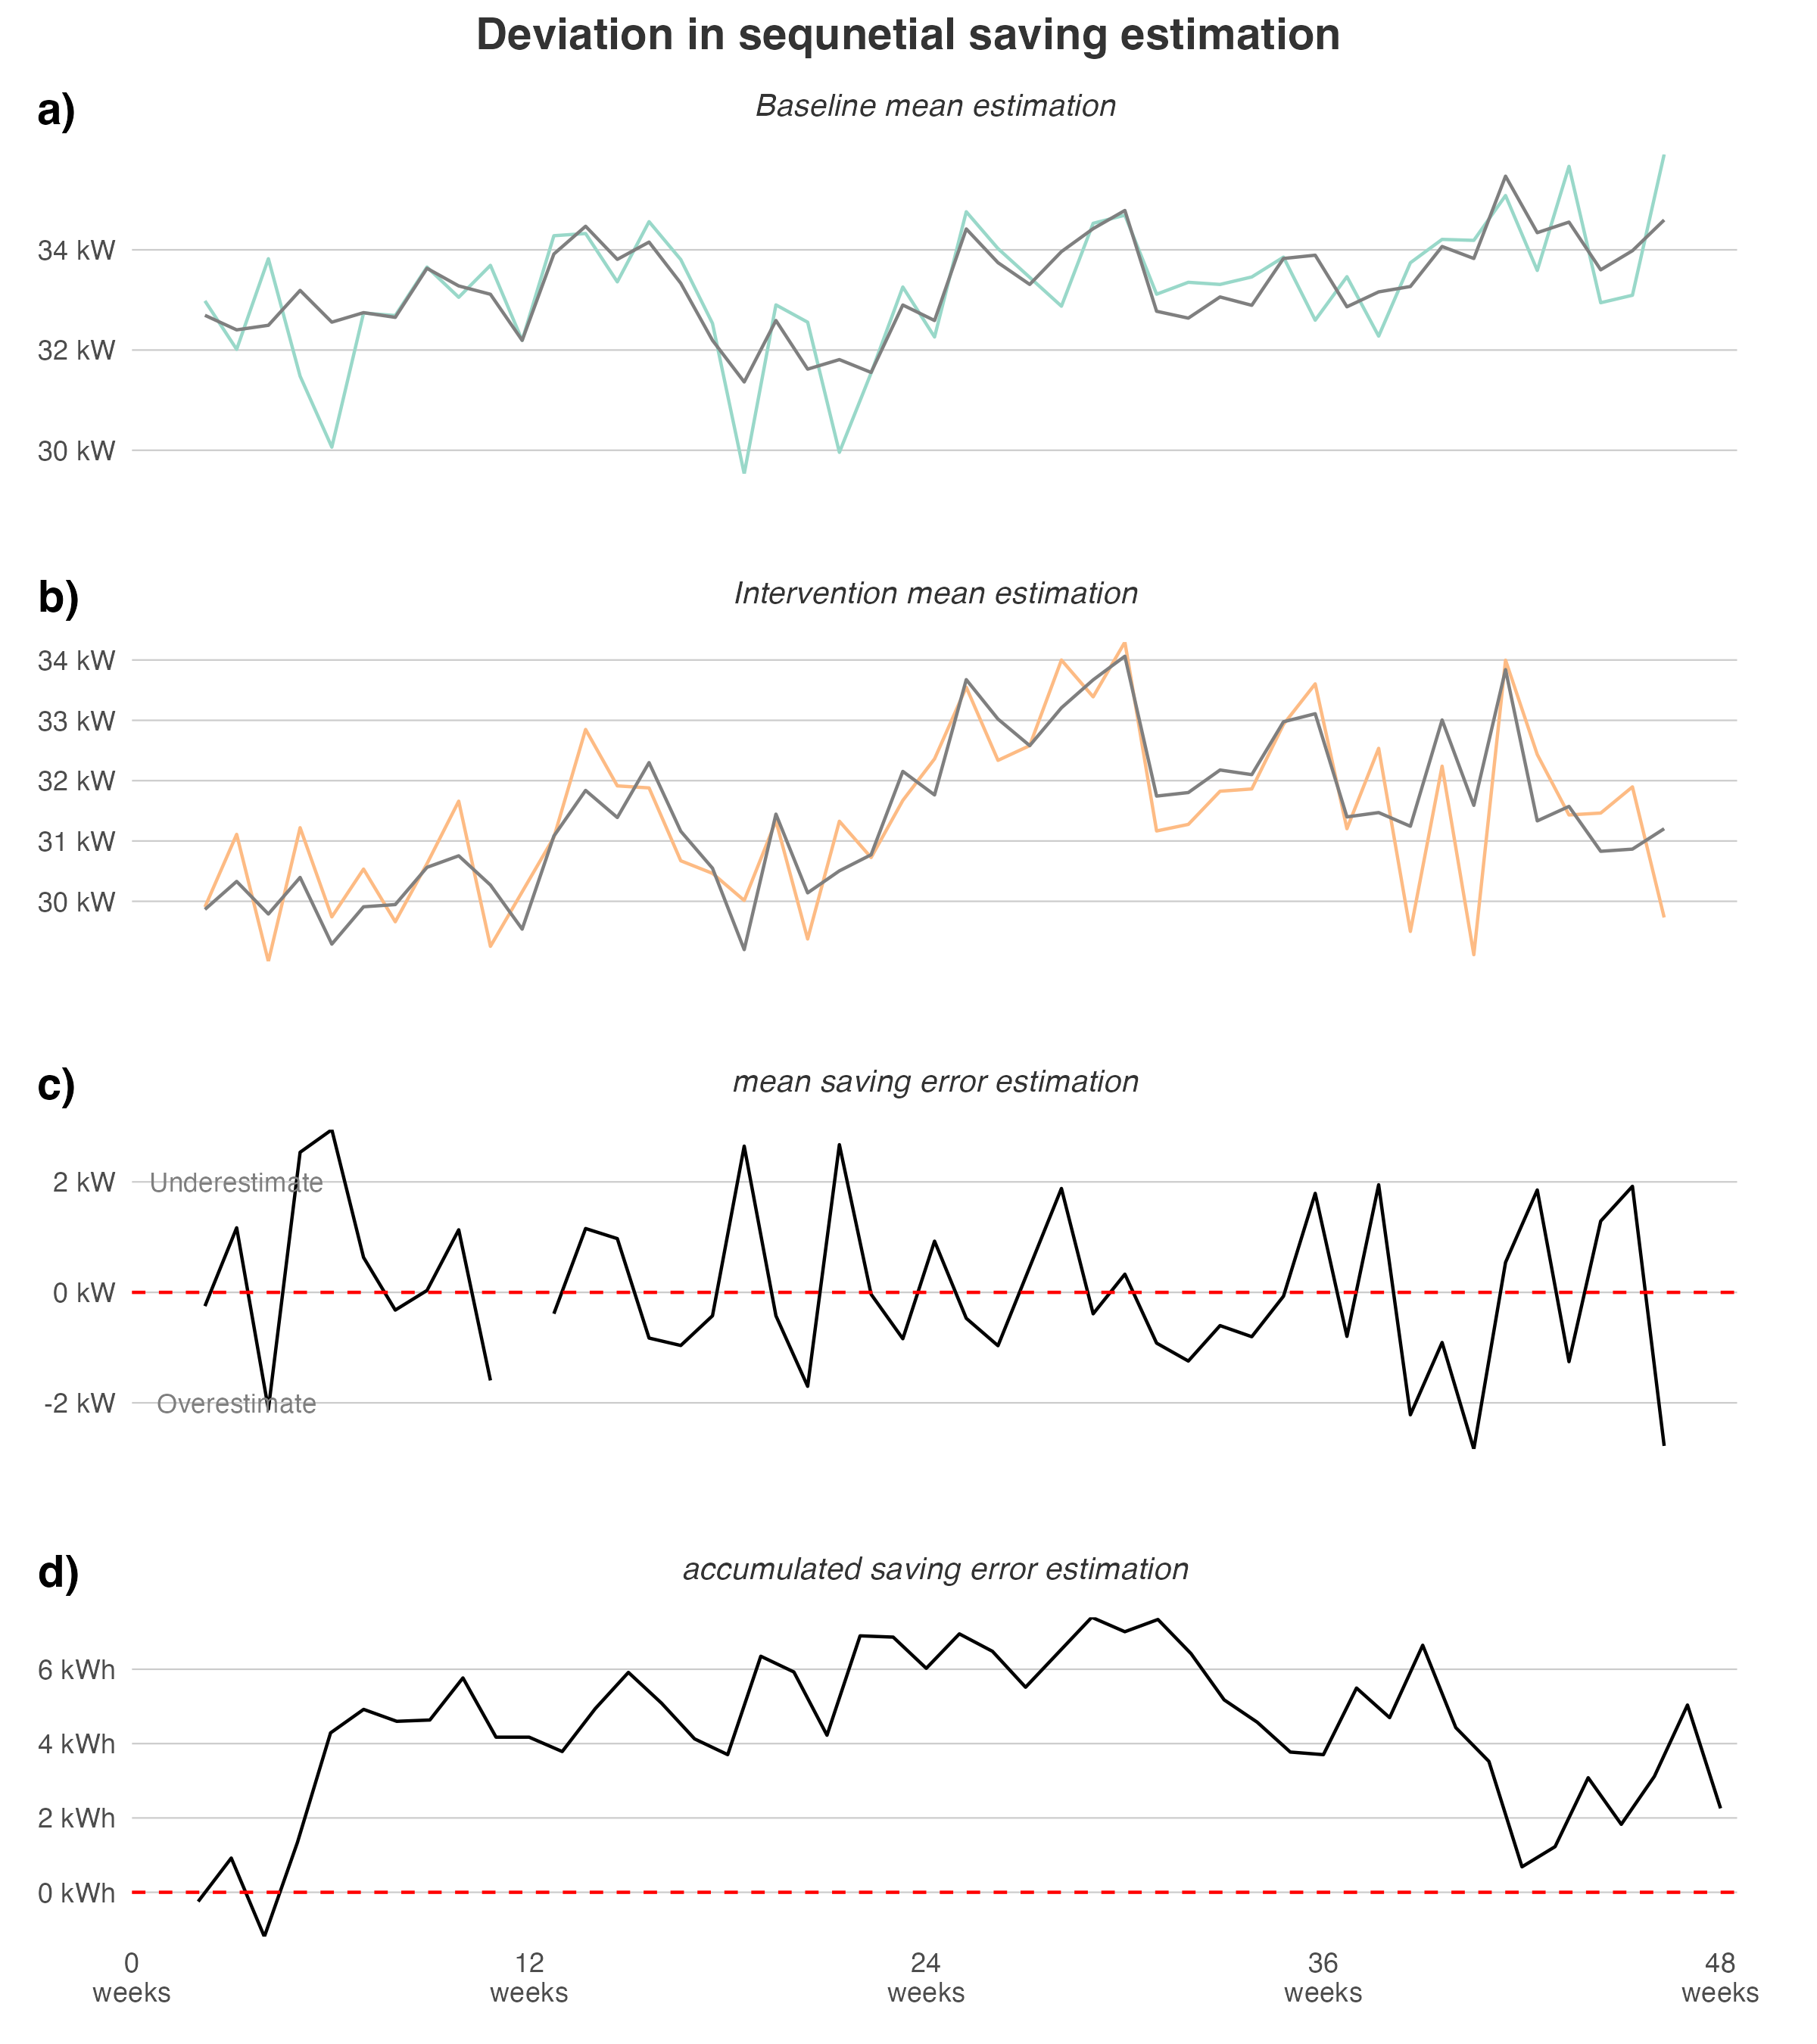 Deviation in sequnetial saving estimation
a)
Baseline mean estimation
34 kW
32 kW
30 kW
b)
Intervention mean estimation
34 kW
33 kW
32 kW
31 kW
30 kW
c)
mean saving error estimation
2 kW
Underestimate
0 kW
-2 kW
Overestimate
d)
accumulated saving error estimation
6 kWh
4 kWh
2 kWh
0 kWh
0 12 24 36 48
weeks weeks weeks weeks weeks